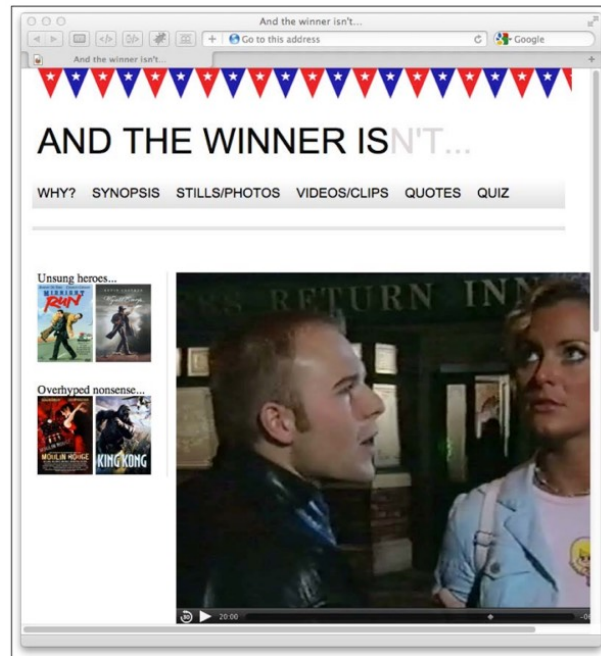 And the winner isn't...
Go to this address
Google
And the winner isn't...
AND THE WINNER ISN'T...
WHY? SYNOPSIS STILLS/PHOTOS VIDEOS/CLIPS QUOTES QUIZ
Unsung heroes...
MIDNIGHT
RUN
Overhyped nonsense...
MOULIN ROUGE
KING KONG
RETURN INN
30
20:00